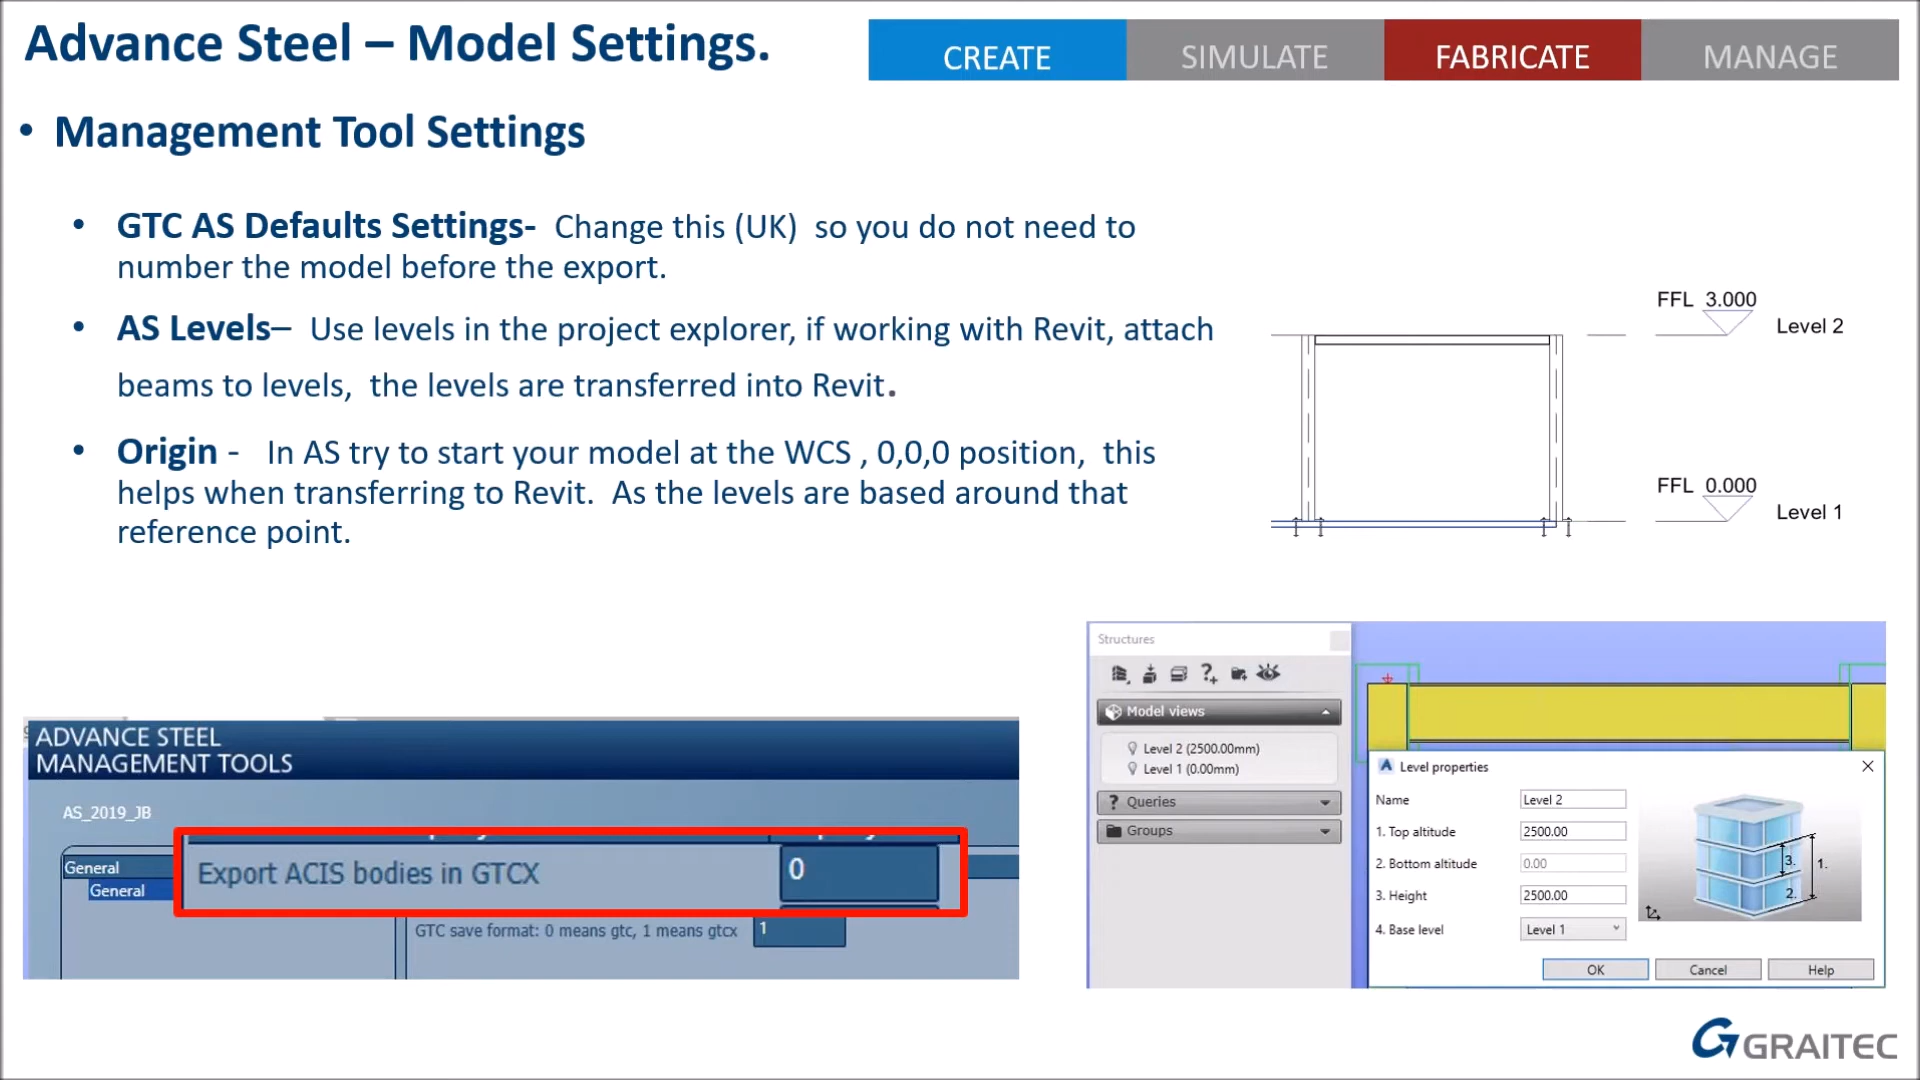 Advance Steel – Model Settings.
CREATE
SIMULATE
FABRICATE
MANAGE
• Management Tool Settings
• GTC AS Defaults Settings- Change this (UK) so you do not need to
number the model before the export.
• AS Levels– Use levels in the project explorer, if working with Revit, attach
beams to levels, the levels are transferred into Revit.
• Origin - In AS try to start your model at the WCS , 0,0,0 position, this
helps when transferring to Revit. As the levels are based around that
reference point.
FFL 3.000
Level 2
FFL 0.000
Level 1
ADVANCE STEEL
MANAGEMENT TOOLS
AS_2019_JB
General
General
Export ACIS bodies in GTCX 0
GTC save format: 0 means gtc, 1 means gtcx 1
Structures
Model views
Level 2 (2500.00mm)
Level 1 (0.00mm)
? Queries
Groups
Level properties
Name Level 2
1. Top altitude 2500.00
2. Bottom altitude 0.00
3. Height 2500.00
4. Base level Level 1
3. 1.
2.
OK Cancel Help
GRAITEC